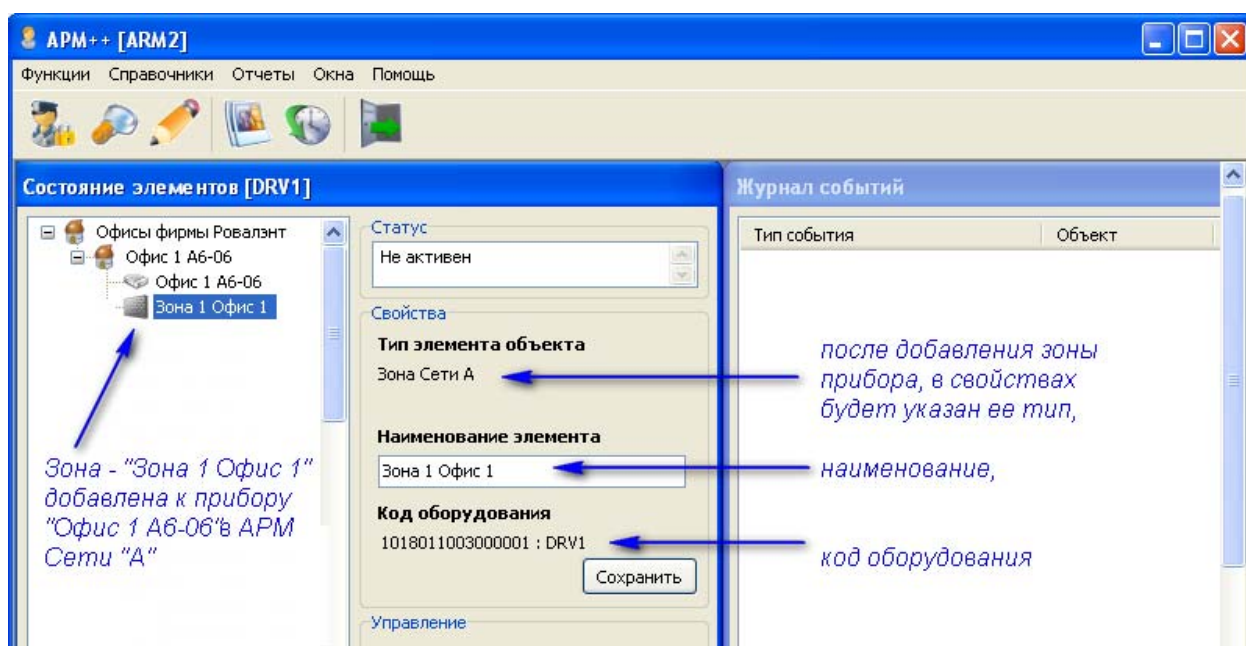 АРМ++ [ARM2]
Функции Справочники Отчеты Окна Помощь
Состояние элементов [DRV1]
Офисы фирмы Ровалэнт
Офис 1 А6-06
Офис 1 А6-06
Зона 1 Офис 1
Зона - "Зона 1 Офис 1"
добавлена к прибору
"Офис 1 А6-06"в АРМ
Сети "А"
Статус
Не активен
Свойства
Тип элемента объекта
Зона Сети А
Наименование элемента
Зона 1 Офис 1
Код оборудования
1018011003000001 : DRV1
Сохранить
Управление
Журнал событий
Тип события Объект
после добавления зоны
прибора, в свойствах
будет указан ее тип,
наименование,
код оборудования